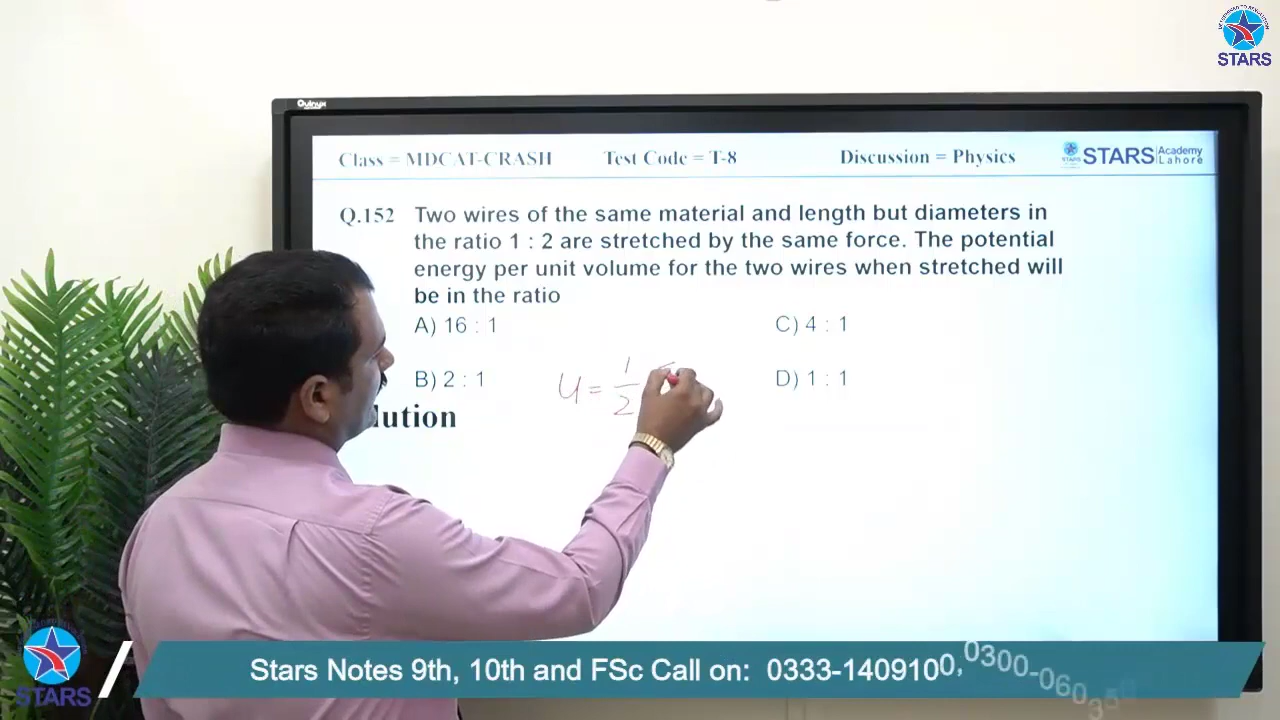 Oulnyx
STARS
Class = MDCAT-CRASH Test Code = T-8 Discussion = Physics STARS Academy Lahore
Q.152 Two wires of the same material and length but diameters in
the ratio 1 : 2 are stretched by the same force. The potential
energy per unit volume for the two wires when stretched will
be in the ratio
A) 16 : 1 C) 4 : 1
B) 2 : 1 D) 1 : 1
U = 1/2
lution
STARS
Stars Notes 9th, 10th and FSc Call on: 0333-1409100,